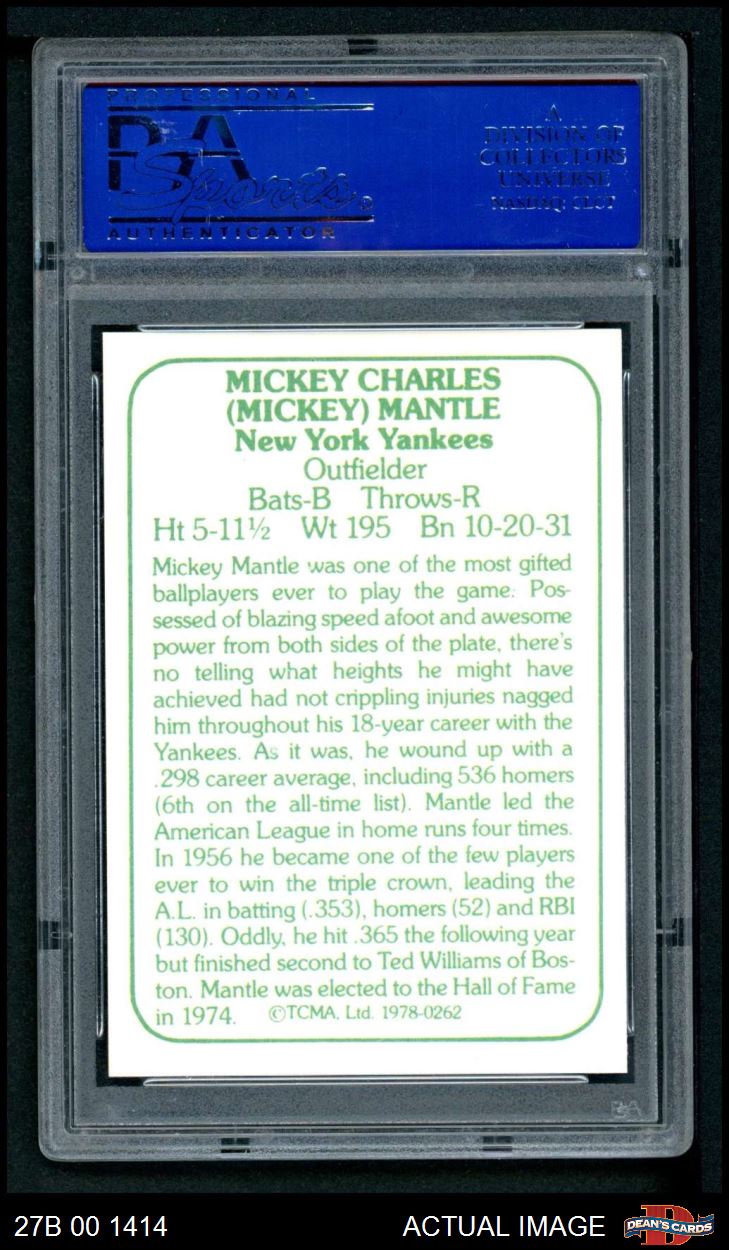 PROFESSIONAL
PSA
Sports®
AUTHENTICATOR
A
DIVISION OF
COLLECTORS
UNIVERSE
NASDAQ: CLCT
MICKEY CHARLES
(MICKEY) MANTLE
New York Yankees
Outfielder
Bats-B Throws-R
Ht 5-11½ Wt 195 Bn 10-20-31
Mickey Mantle was one of the most gifted
ballplayers ever to play the game. Pos-
sessed of blazing speed afoot and awesome
power from both sides of the plate, there's
no telling what heights he might have
achieved had not crippling injuries nagged
him throughout his 18-year career with the
Yankees. As it was, he wound up with a
.298 career average, including 536 homers
(6th on the all-time list). Mantle led the
American League in home runs four times.
In 1956 he became one of the few players
ever to win the triple crown, leading the
A.L. in batting (.353), homers (52) and RBI
(130). Oddly, he hit .365 the following year
but finished second to Ted Williams of Bos-
ton. Mantle was elected to the Hall of Fame
in 1974. ©TCMA, Ltd. 1978-0262
PSA
27B 00 1414
ACTUAL IMAGE
DEAN'S CARDS